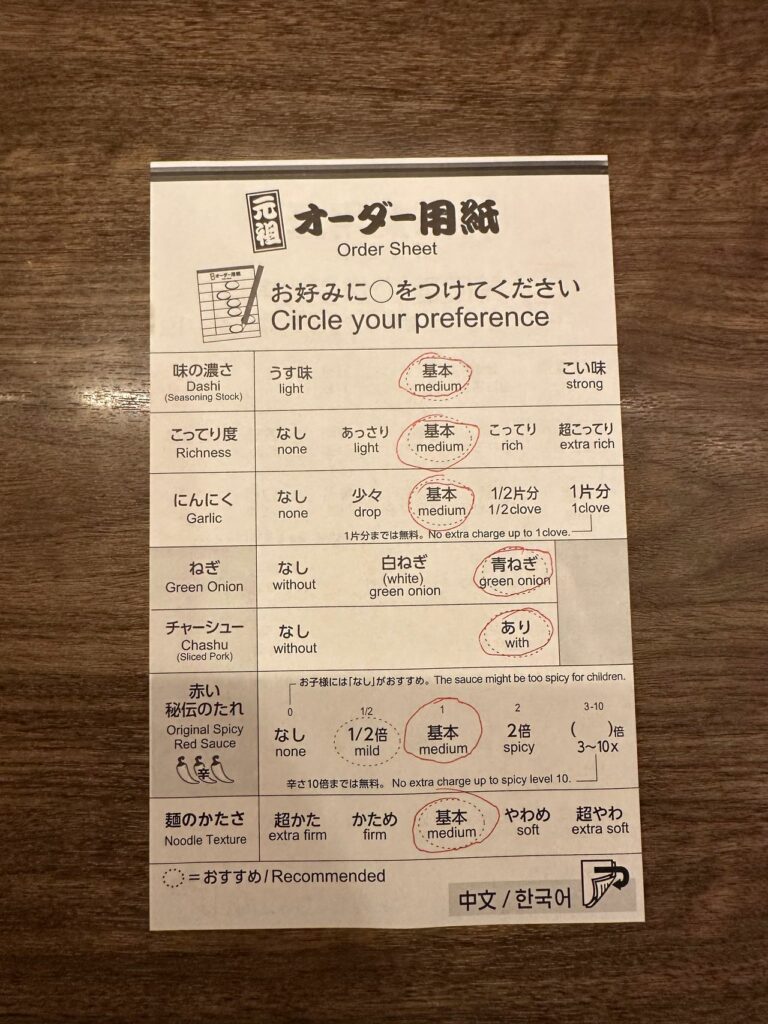 元祖 オーダー用紙
Order Sheet
オーダー用紙
お好みに○をつけてください
Circle your preference
味の濃さ
Dashi
(Seasoning Stock)
うす味
light
基本
medium
こい味
strong
こってり度
Richness
なし
none
あっさり
light
基本
medium
こってり
rich
超こってり
extra rich
にんにく
Garlic
なし
none
少々
drop
基本
medium
1/2片分
1/2clove
1片分
1clove
1片分までは無料。No extra charge up to 1clove.
ねぎ
Green Onion
なし
without
白ねぎ
(white)
green onion
青ねぎ
green onion
チャーシュー
Chashu
(Sliced Pork)
なし
without
あり
with
赤い
秘伝のたれ
Original Spicy
Red Sauce
辛
お子様には「なし」がおすすめ。The sauce might be too spicy for children.
0
なし
none
1/2
1/2倍
mild
1
基本
medium
2
2倍
spicy
3-10
( )倍
3〜10x
辛さ10倍までは無料。No extra charge up to spicy level 10.
麺のかたさ
Noodle Texture
超かた
extra firm
かため
firm
基本
medium
やわめ
soft
超やわ
extra soft
=おすすめ/Recommended
中文/한국어